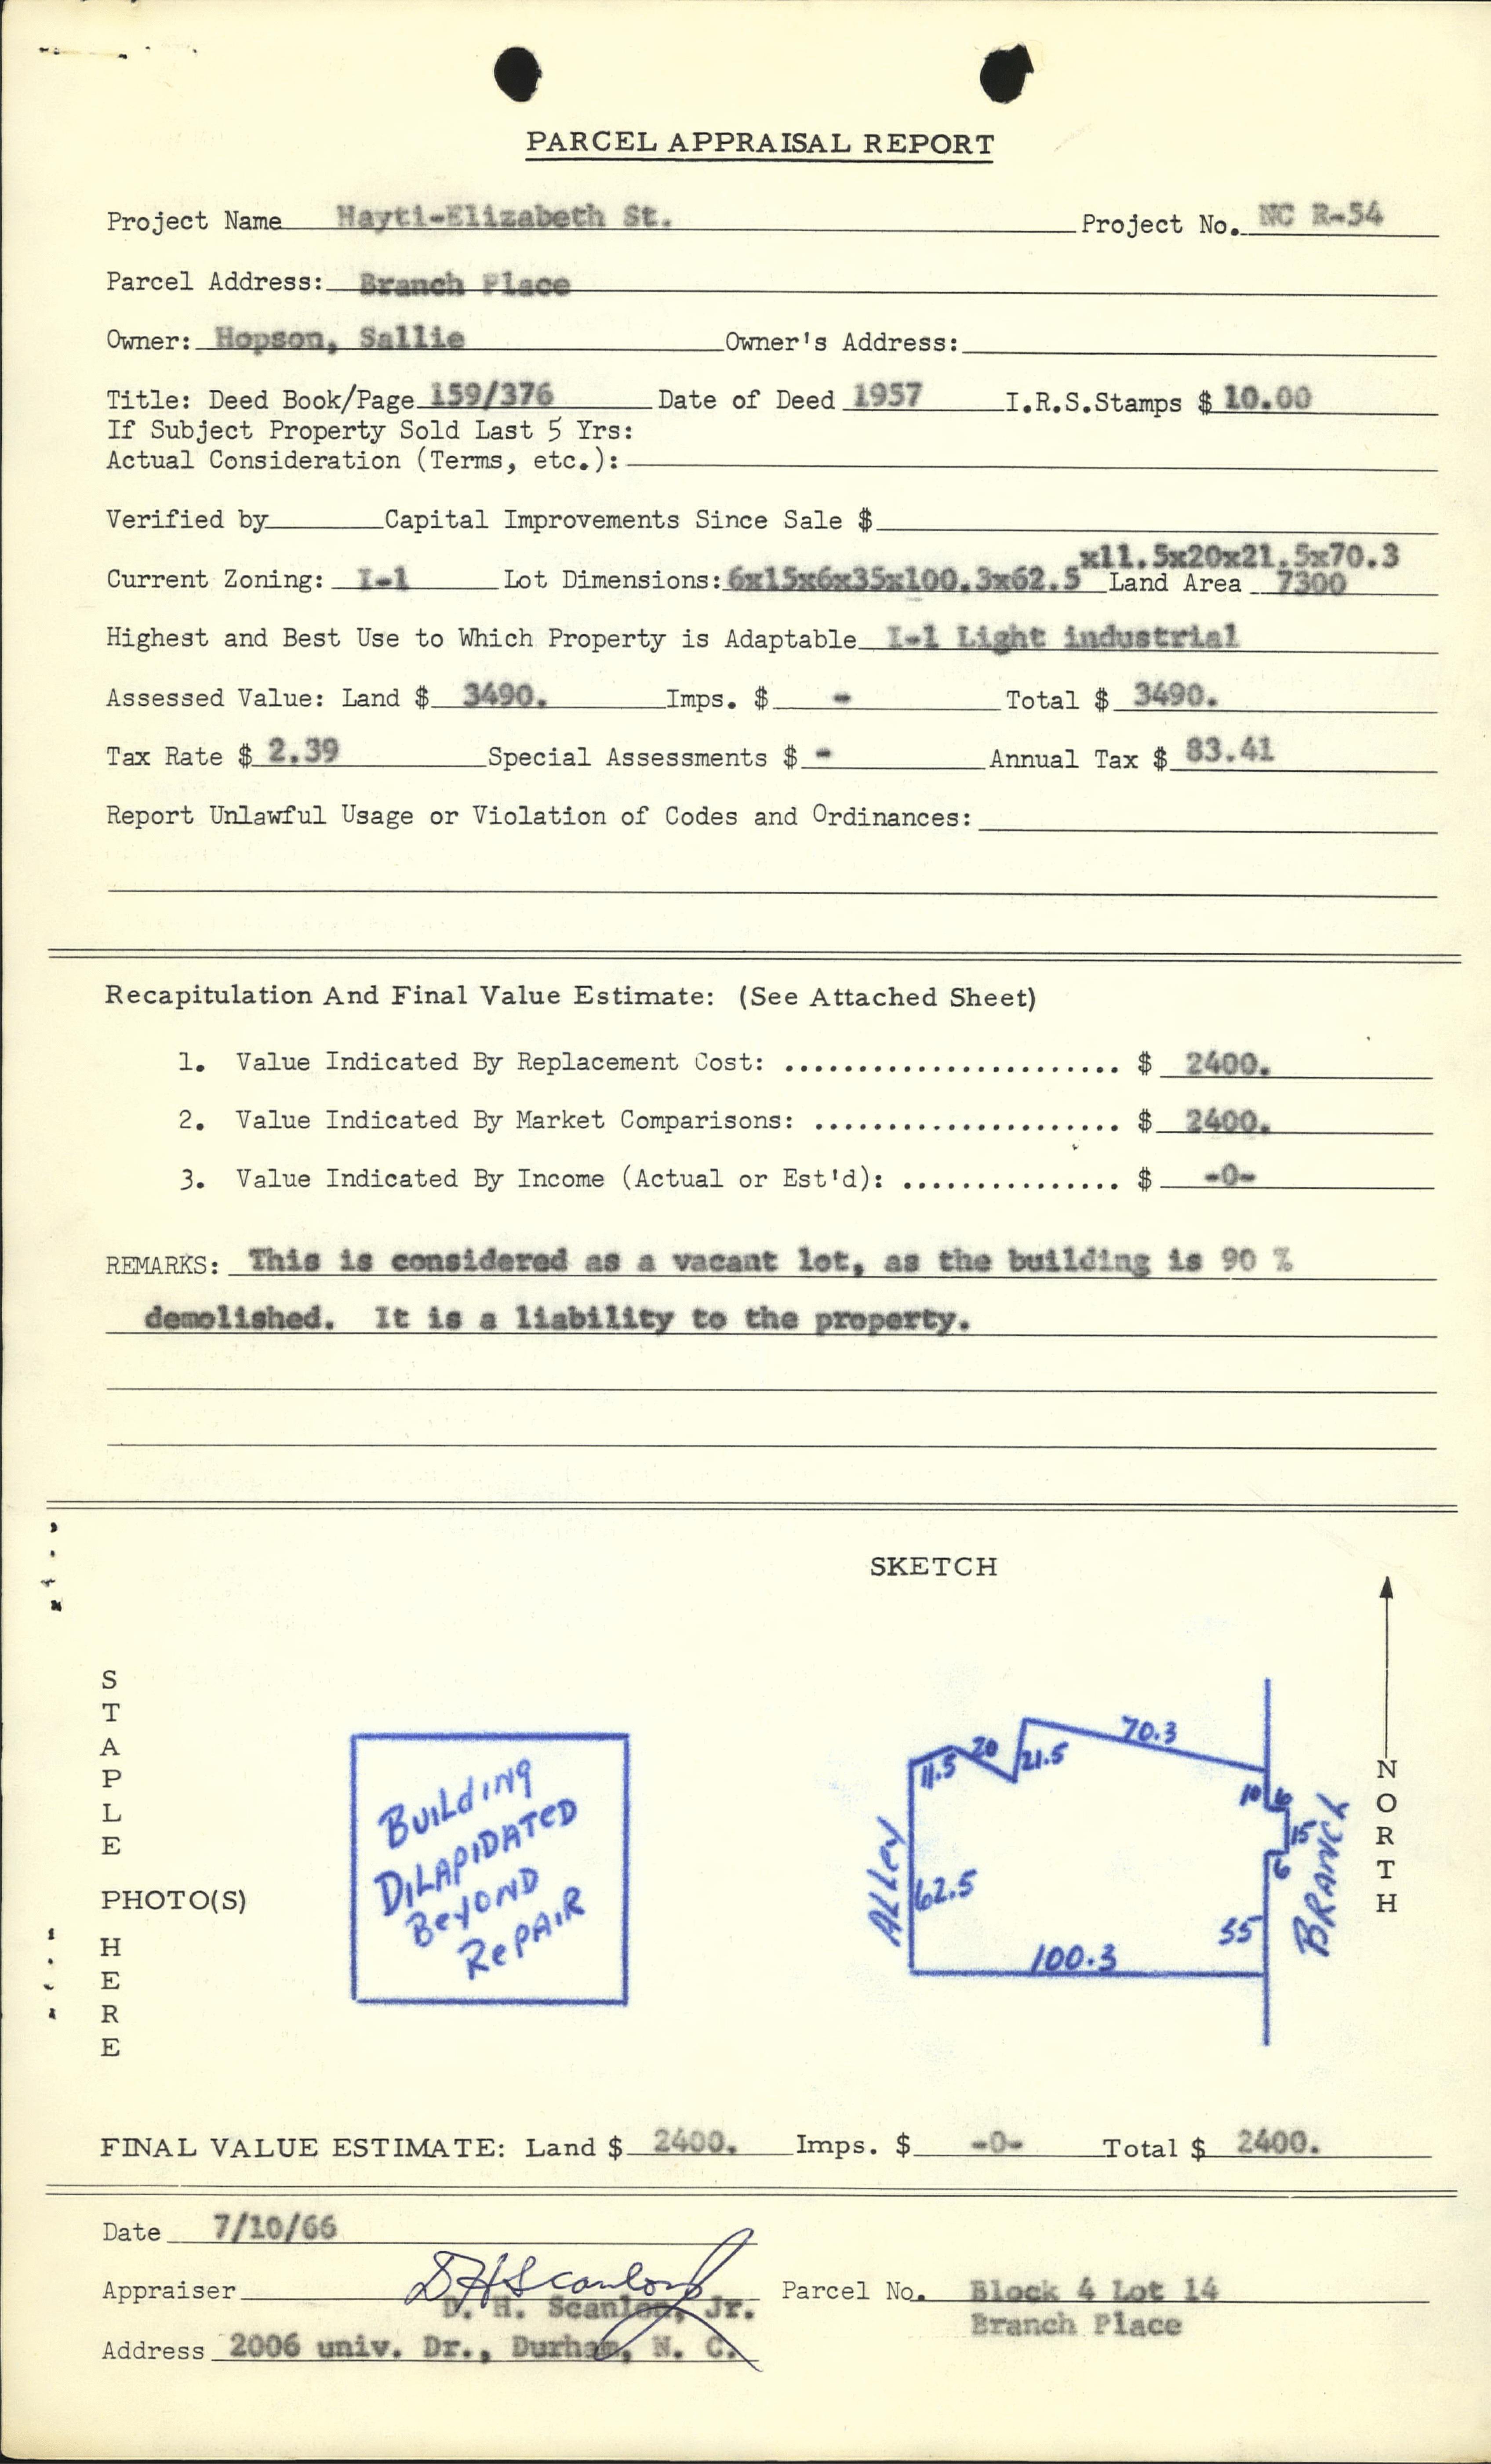 PARCEL APPRAISAL REPORT
Project Name Hayti-Elizabeth St. Project No. NC R-54
Parcel Address: Branch Place
Owner: Hopson, Sallie Owner's Address:
Title: Deed Book/Page 159/376 Date of Deed 1957 I.R.S.Stamps $ 10.00
If Subject Property Sold Last 5 Yrs:
Actual Consideration (Terms, etc.):
Verified by Capital Improvements Since Sale $
x11.5x20x21.5x70.3
Current Zoning: I-1 Lot Dimensions: 6x15x6x35x100.3x62.5 Land Area 7300
Highest and Best Use to Which Property is Adaptable I-1 Light industrial
Assessed Value: Land $ 3490. Imps. $ - Total $ 3490.
Tax Rate $ 2.39 Special Assessments $ - Annual Tax $ 83.41
Report Unlawful Usage or Violation of Codes and Ordinances:
Recapitulation And Final Value Estimate: (See Attached Sheet)
1. Value Indicated By Replacement Cost: ....................... $ 2400.
2. Value Indicated By Market Comparisons: ..................... $ 2400.
3. Value Indicated By Income (Actual or Est'd): ............... $ -0-
REMARKS: This is considered as a vacant lot, as the building is 90 %
demolished. It is a liability to the property.
SKETCH
STAPLE
PHOTO(S)
HERE
Building
DILAPIDATED
Beyond
Repair
11.5
20
21.5
70.3
10
6
15
6
55
100.3
62.5
ALLEY
BRANCH
NORTH
FINAL VALUE ESTIMATE: Land $ 2400. Imps. $ -0- Total $ 2400.
Date 7/10/66
Appraiser DHScanlon Jr Parcel No. Block 4 Lot 14
D. H. Scanlon, Jr. Branch Place
Address 2006 univ. Dr., Durham, N. C.